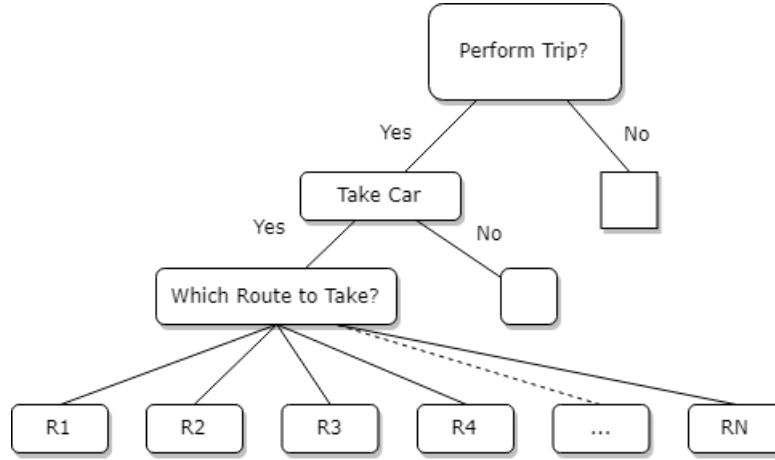 Perform Trip?
Yes
No
Take Car
Yes
No
Which Route to Take?
R1
R2
R3
R4
...
RN